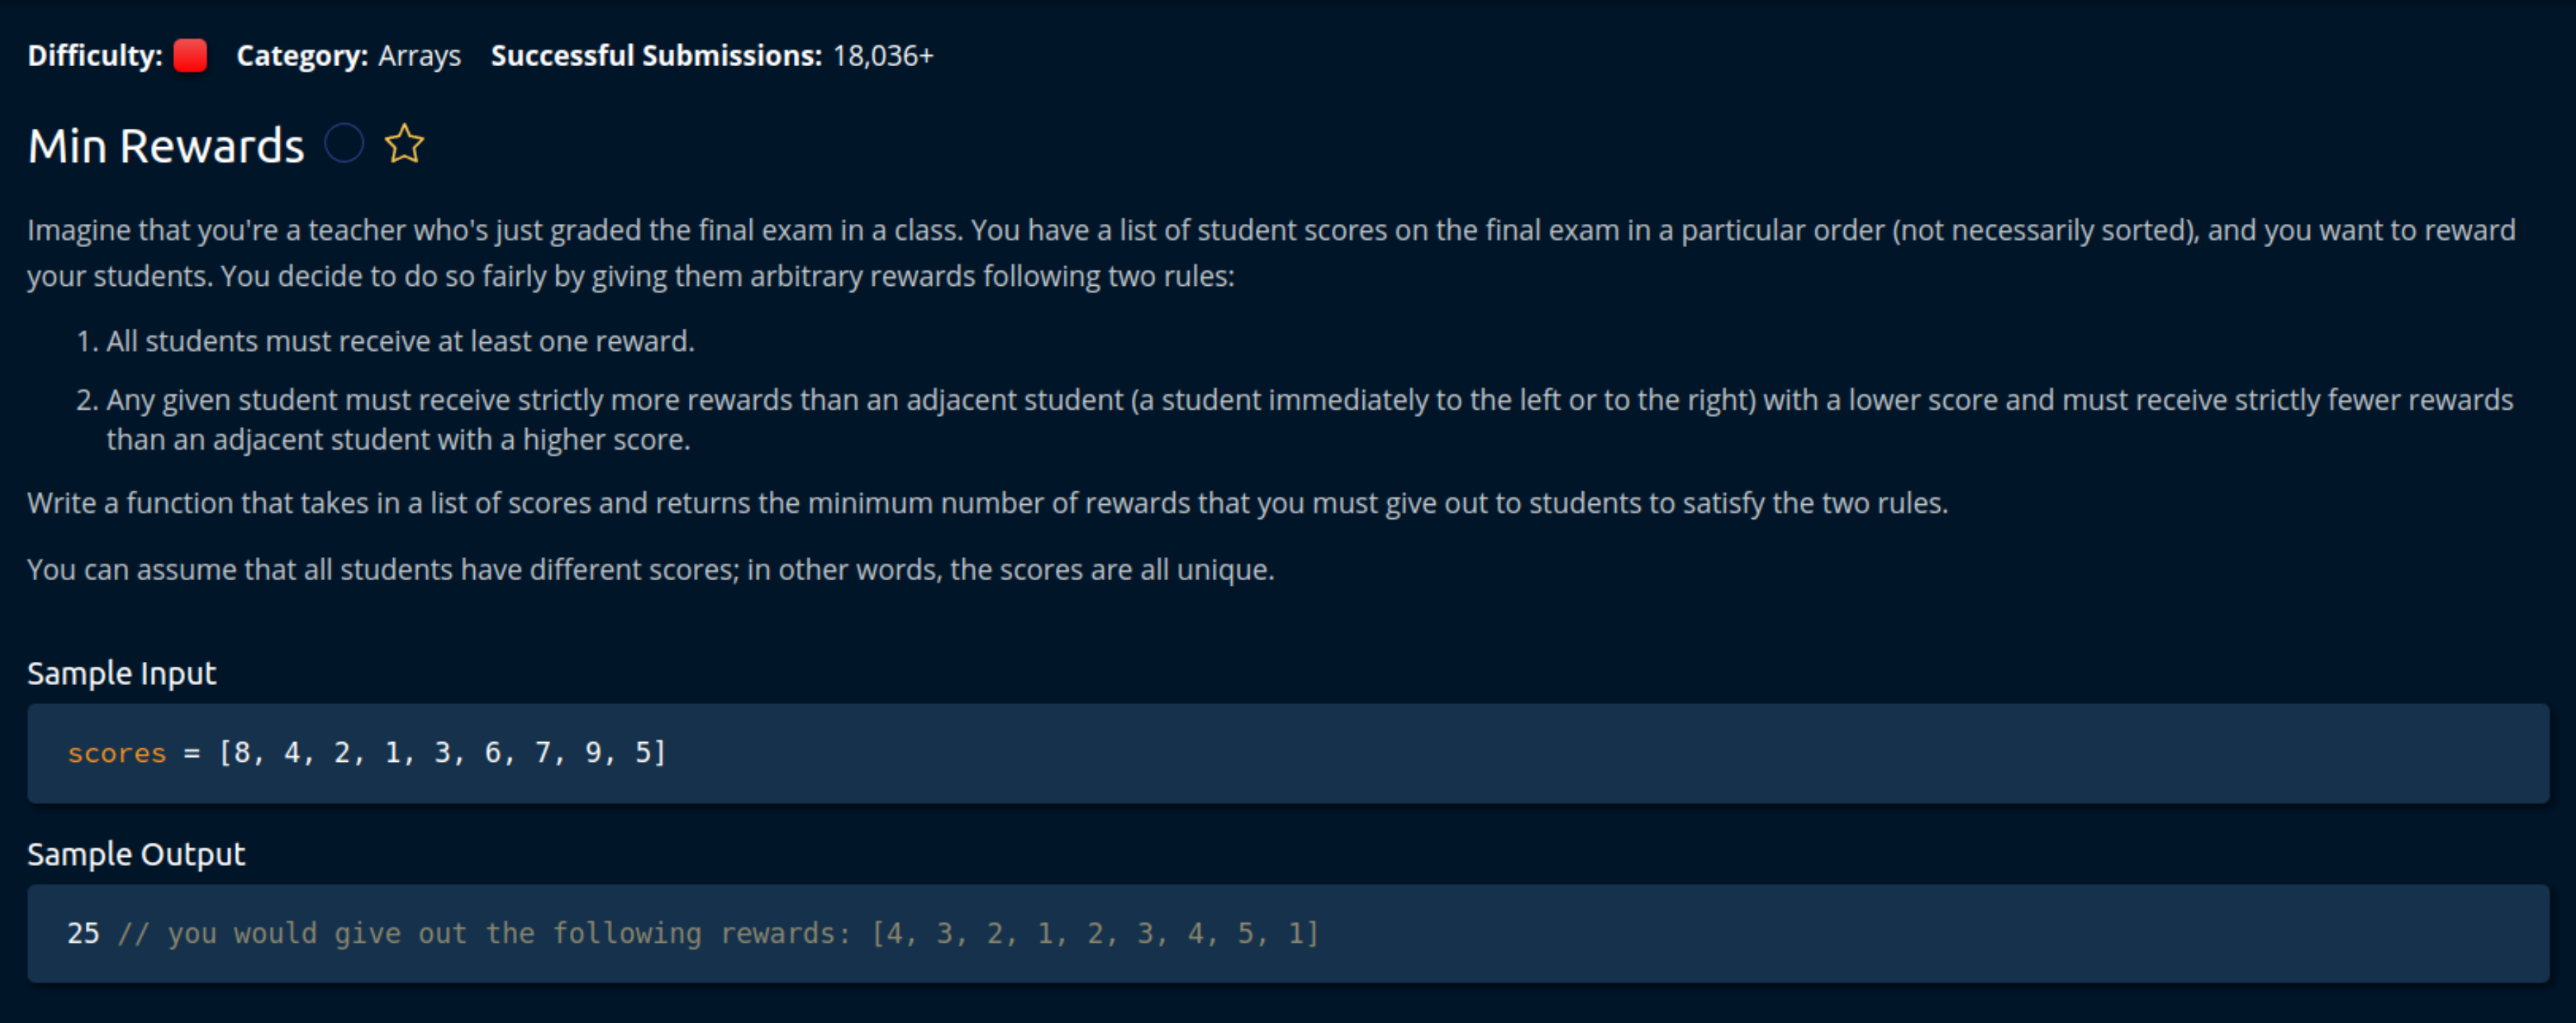 Difficulty: Category: Arrays Successful Submissions: 18,036+
Min Rewards
Imagine that you're a teacher who's just graded the final exam in a class. You have a list of student scores on the final exam in a particular order (not necessarily sorted), and you want to reward
your students. You decide to do so fairly by giving them arbitrary rewards following two rules:
1. All students must receive at least one reward.
2. Any given student must receive strictly more rewards than an adjacent student (a student immediately to the left or to the right) with a lower score and must receive strictly fewer rewards
than an adjacent student with a higher score.
Write a function that takes in a list of scores and returns the minimum number of rewards that you must give out to students to satisfy the two rules.
You can assume that all students have different scores; in other words, the scores are all unique.
Sample Input
scores = [8, 4, 2, 1, 3, 6, 7, 9, 5]
Sample Output
25 // you would give out the following rewards: [4, 3, 2, 1, 2, 3, 4, 5, 1]